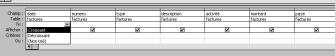 Champ : date numero type description activité montant payé
Table : factures factures factures factures factures factures factures
Tri :
Afficher : Croissant
Critères : Décroissant
Ou : (Non trié)